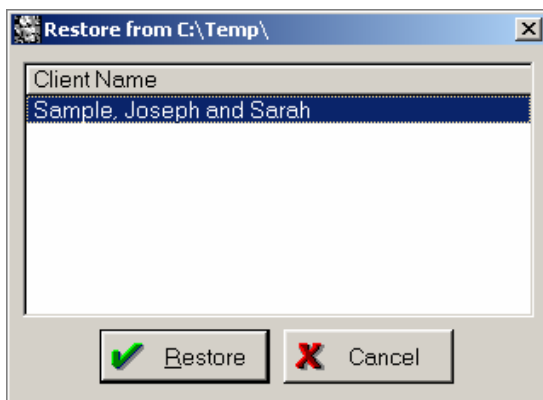 Restore from C:\Temp\
Client Name
Sample, Joseph and Sarah
Restore
Cancel